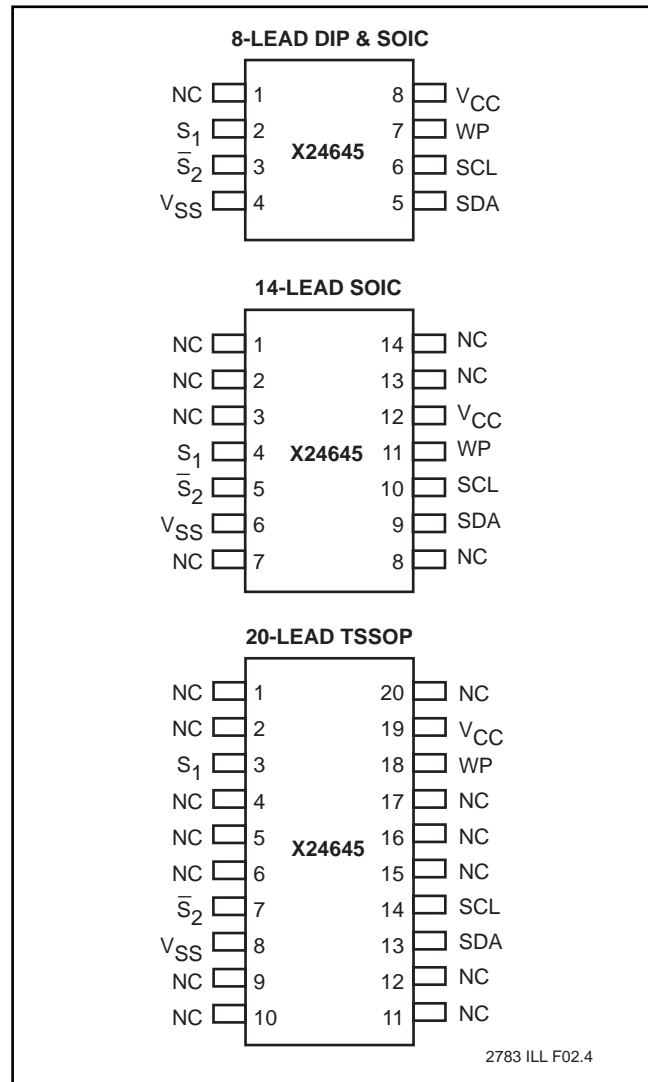 8-LEAD DIP & SOIC
NC 1 8 VCC
S1 2 7 WP
X24645
S̅2 3 6 SCL
VSS 4 5 SDA
14-LEAD SOIC
NC 1 14 NC
NC 2 13 NC
NC 3 12 VCC
S1 4 X24645 11 WP
S̅2 5 10 SCL
VSS 6 9 SDA
NC 7 8 NC
20-LEAD TSSOP
NC 1 20 NC
NC 2 19 VCC
S1 3 18 WP
NC 4 17 NC
NC 5 16 NC
X24645
NC 6 15 NC
S̅2 7 14 SCL
VSS 8 13 SDA
NC 9 12 NC
NC 10 11 NC
2783 ILL F02.4